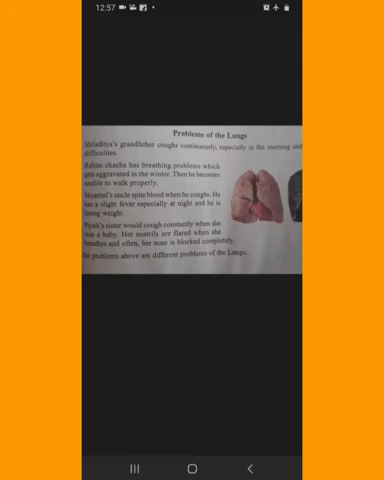 12:57
Problems of the Lungs
Shiladitya's grandfather coughs continuously, especially in the morning and
difficulties.
Rahim chacha has breathing problems which
gets aggravated in the winter. Then he becomes
unable to walk properly.
Shyamal's uncle spits blood when he coughs. He
has a slight fever especially at night and he is
losing weight.
Piyali's sister would cough constantly when she
was a baby. Her nostrils are flared when she
breathes and often, her nose is blocked completely.
the problems above are different problems of the Lungs.